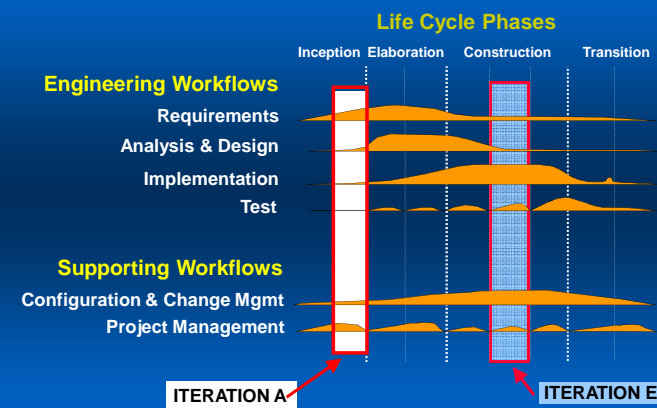 Life Cycle Phases
Inception Elaboration Construction Transition
Engineering Workflows
Requirements
Analysis & Design
Implementation
Test
Supporting Workflows
Configuration & Change Mgmt
Project Management
ITERATION A
ITERATION E